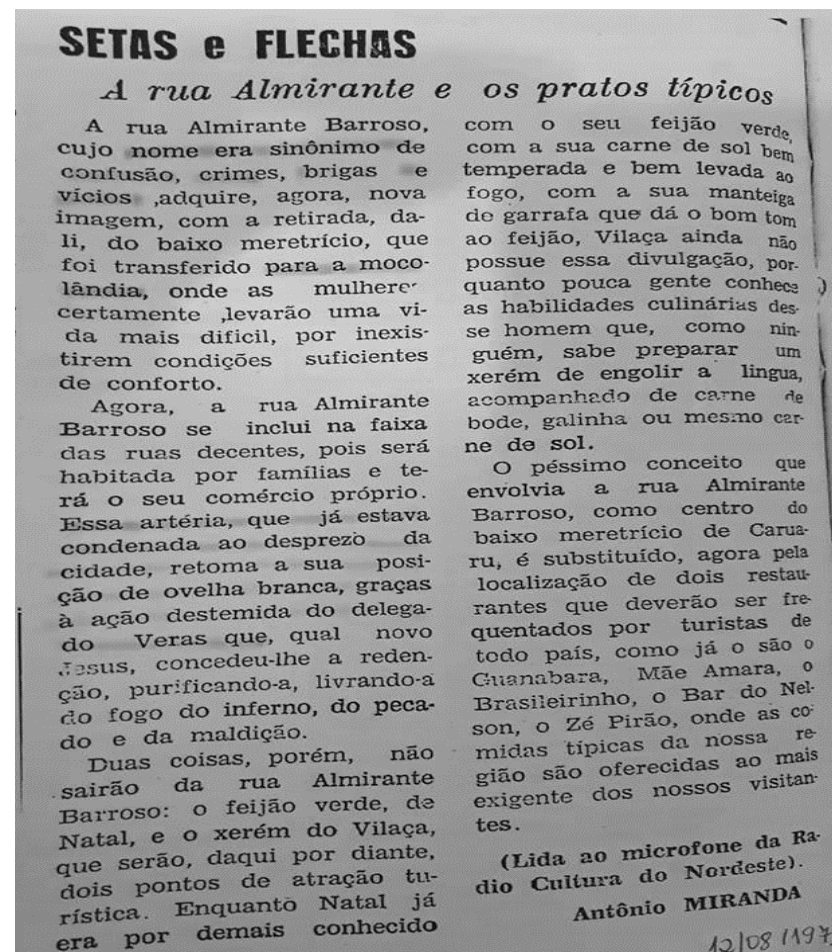 SETAS e FLECHAS
A rua Almirante e os pratos típicos
A rua Almirante Barroso,
cujo nome era sinônimo de
confusão, crimes, brigas e
vícios ,adquire, agora, nova
imagem, com a retirada, da-
li, do baixo meretrício, que
foi transferido para a moco-
lândia, onde as mulheres
certamente ,levarão uma vi-
da mais dificil, por inexis-
tirem condições suficientes
de conforto.
Agora, a rua Almirante
Barroso se inclui na faixa
das ruas decentes, pois será
habitada por famílias e te-
rá o seu comércio próprio.
Essa artéria, que já estava
condenada ao desprezo da
cidade, retoma a sua posi-
ção de ovelha branca, graças
à ação destemida do delega-
do Veras que, qual novo
Jesus, concedeu-lhe a reden-
ção, purificando-a, livrando-a
do fogo do inferno, do peca-
do e da maldição.
Duas coisas, porém, não
sairão da rua Almirante
Barroso: o feijão verde, de
Natal, e o xerém do Vilaça,
que serão, daqui por diante,
dois pontos de atração tu-
rística. Enquanto Natal já
era por demais conhecido
com o seu feijão verde,
com a sua carne de sol bem
temperada e bem levada ao
fogo, com a sua manteiga
de garrafa que dá o bom tom
ao feijão, Vilaça ainda não
possue essa divulgação, por-
quanto pouca gente conhece
as habilidades culinárias des-
se homem que, como nin-
guém, sabe preparar um
xerém de engolir a lingua,
acompanhado de carne de
bode, galinha ou mesmo car-
ne de sol.
O péssimo conceito que
envolvia a rua Almirante
Barroso, como centro do
baixo meretrício de Carua-
ru, é substituído, agora pela
localização de dois restau-
rantes que deverão ser fre-
quentados por turistas de
todo país, como já o são o
Guanabara, Mãe Amara, o
Brasileirinho, o Bar do Nel-
son, o Zé Pirão, onde as co-
midas típicas da nossa re-
gião são oferecidas ao mais
exigente dos nossos visitan-
tes.
(Lida ao microfone da Ra-
dio Cultura do Nordeste).
Antônio MIRANDA
12/08/197